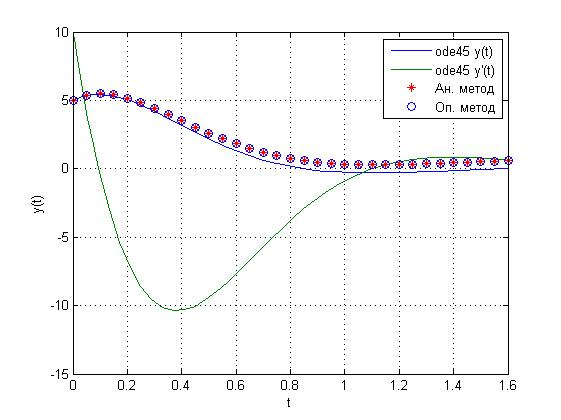 10
5
0
-5
-10
-15
y(t)
ode45 y(t)
ode45 y'(t)
Ан. метод
Оп. метод
0 0.2 0.4 0.6 0.8 1 1.2 1.4 1.6
t